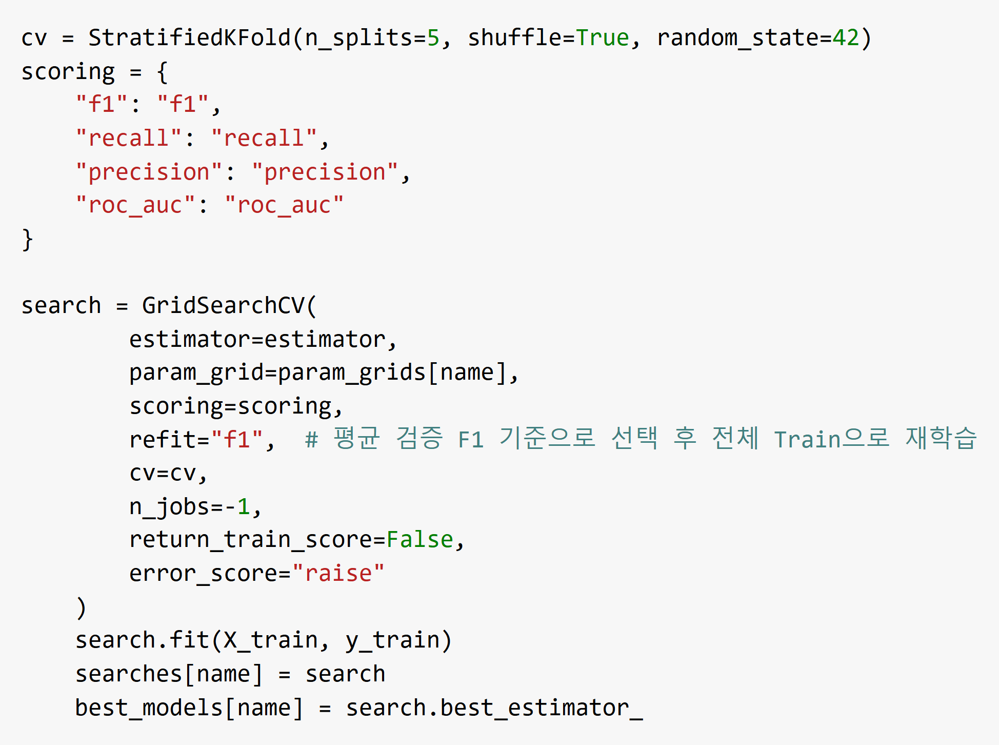 cv = StratifiedKFold(n_splits=5, shuffle=True, random_state=42)
scoring = {
    "f1": "f1",
    "recall": "recall",
    "precision": "precision",
    "roc_auc": "roc_auc"
}

search = GridSearchCV(
        estimator=estimator,
        param_grid=param_grids[name],
        scoring=scoring,
        refit="f1",  # 평균 검증 F1 기준으로 선택 후 전체 Train으로 재학습
        cv=cv,
        n_jobs=-1,
        return_train_score=False,
        error_score="raise"
    )
    search.fit(X_train, y_train)
    searches[name] = search
    best_models[name] = search.best_estimator_